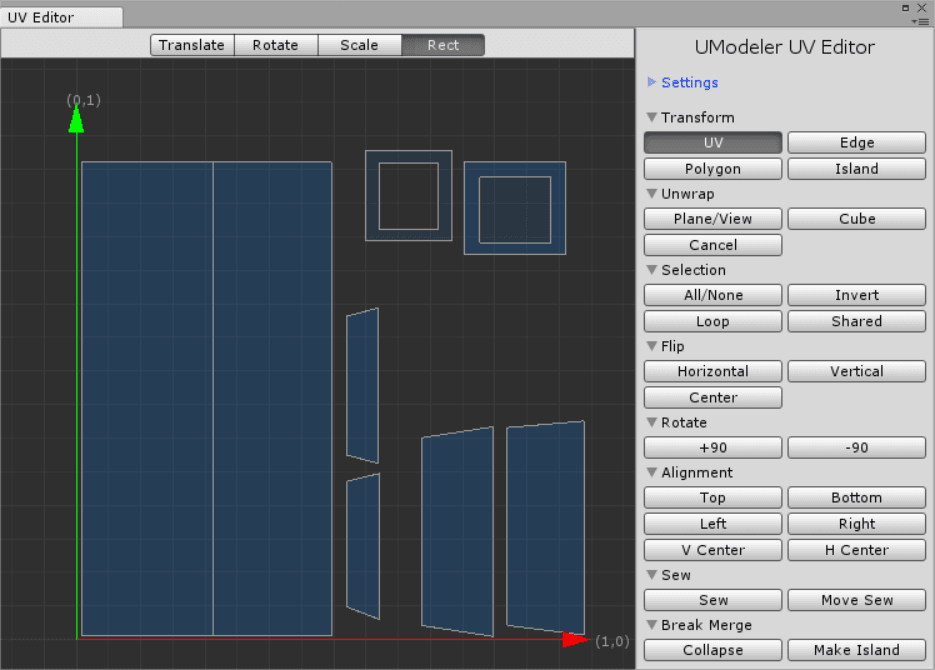 UV Editor
Translate Rotate Scale Rect
UModeler UV Editor
Settings
(0,1)
Transform
UV Edge
Polygon Island
Unwrap
Plane/View Cube
Cancel
Selection
All/None Invert
Loop Shared
Flip
Horizontal Vertical
Center
Rotate
+90 -90
Alignment
Top Bottom
Left Right
V Center H Center
Sew
Sew Move Sew
Break Merge
(1,0)
Collapse Make Island